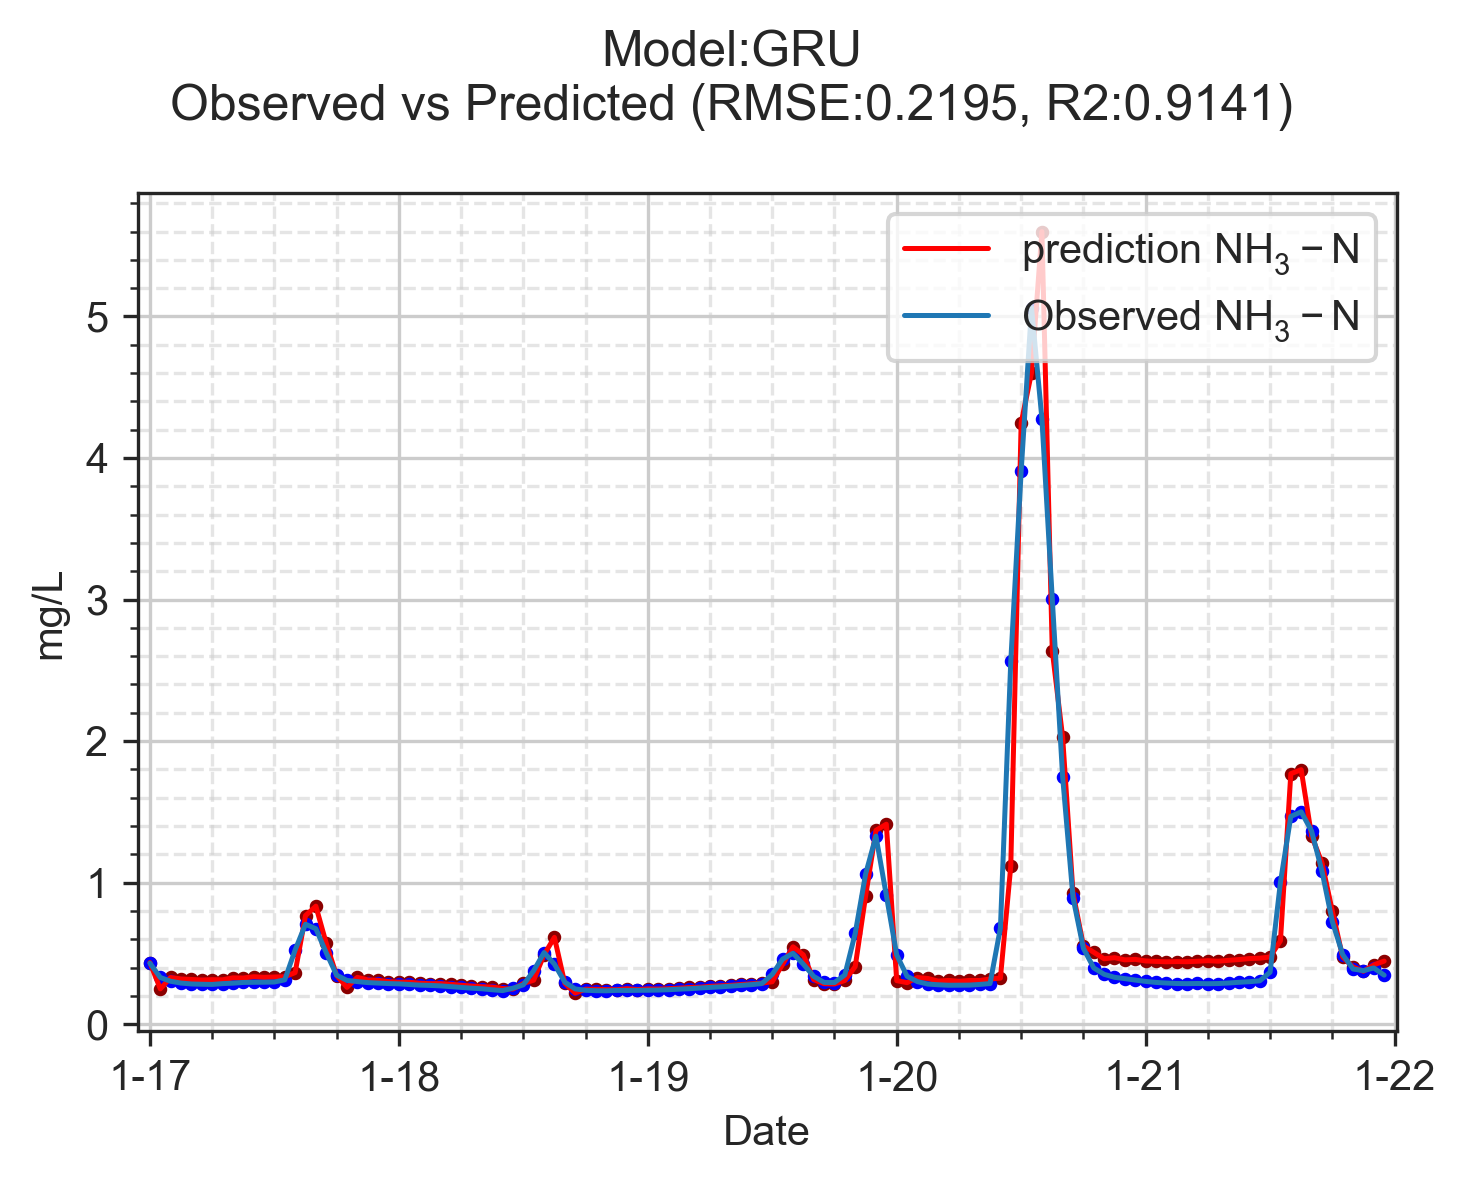 Model:GRU
Observed vs Predicted (RMSE:0.2195, R2:0.9141)
prediction NH₃ − N
Observed NH₃ − N
mg/L
5
4
3
2
1
0
1-17 1-18 1-19 1-20 1-21 1-22
Date